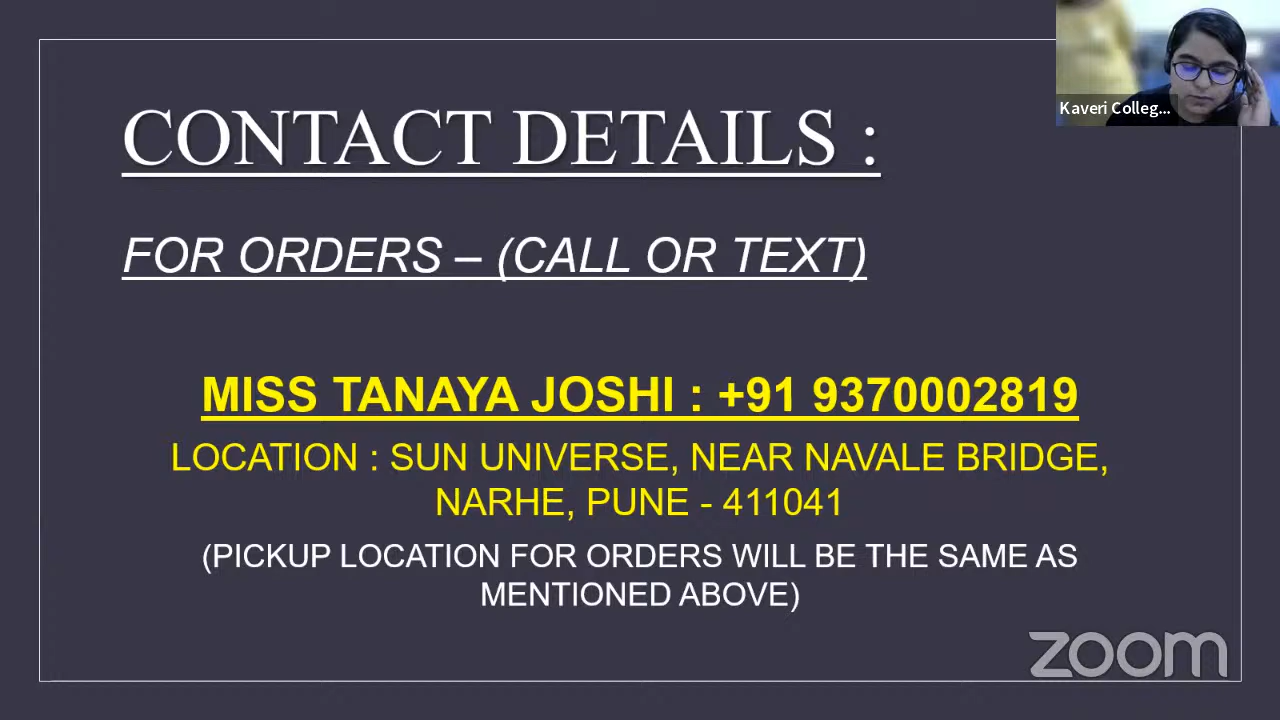 Kaveri Colleg...
CONTACT DETAILS :
FOR ORDERS – (CALL OR TEXT)
MISS TANAYA JOSHI : +91 9370002819
LOCATION : SUN UNIVERSE, NEAR NAVALE BRIDGE,
NARHE, PUNE - 411041
(PICKUP LOCATION FOR ORDERS WILL BE THE SAME AS
MENTIONED ABOVE)
zoom